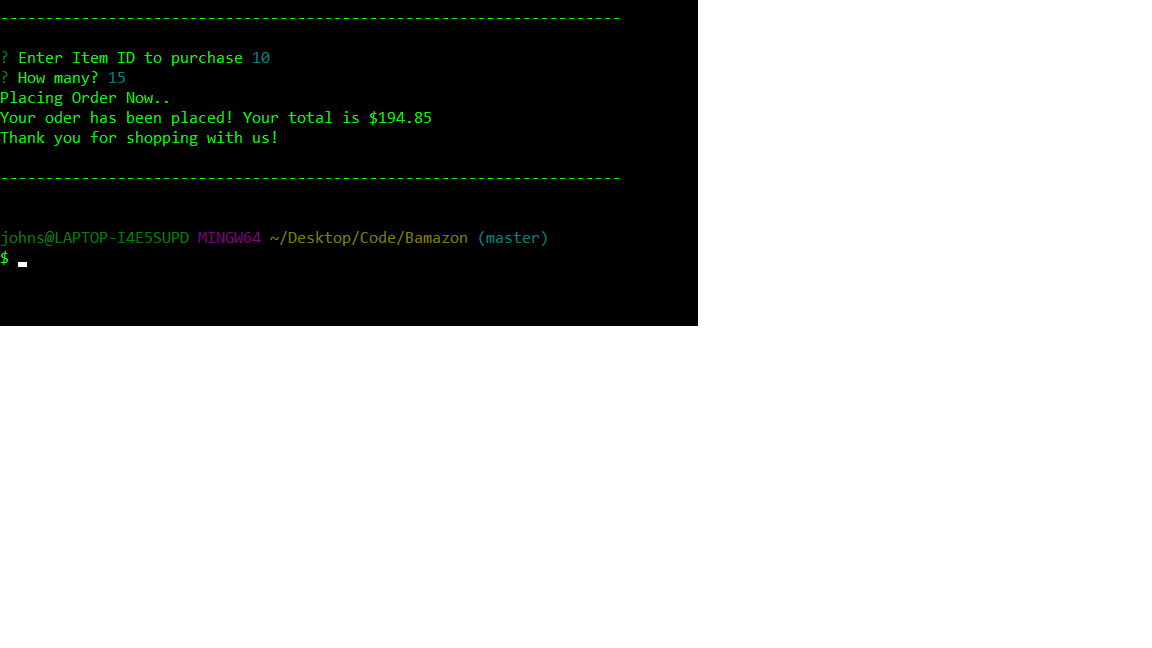 ---------------------------------------------------------------------
? Enter Item ID to purchase 10
? How many? 15
Placing Order Now..
Your oder has been placed! Your total is $194.85
Thank you for shopping with us!
---------------------------------------------------------------------
johns@LAPTOP-I4E5SUPD MINGW64 ~/Desktop/Code/Bamazon (master)
$